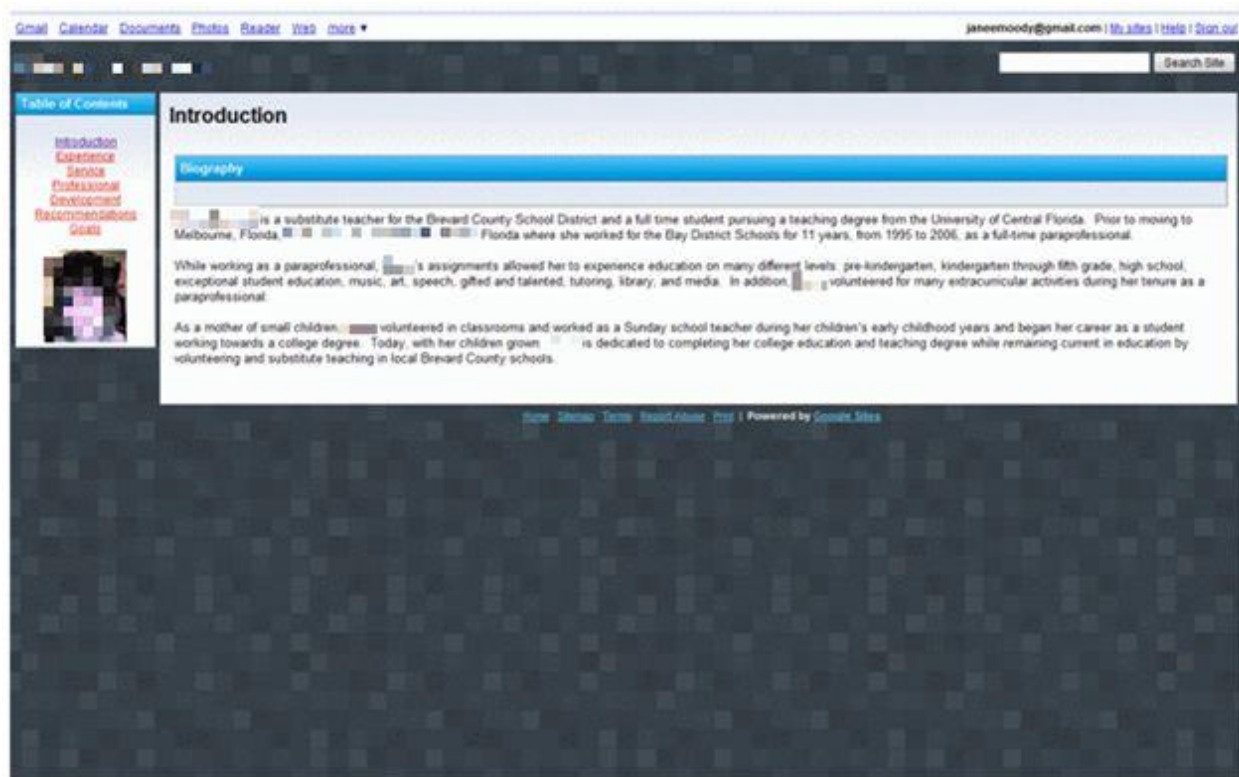 Gmail Calendar Documents Photos Reader Web more ▼
janeemoody@gmail.com | My sites | Help | Sign out
Search Site
Table of Contents
Introduction
Experience
Service
Professional
Development
Recommendations
Goals
Introduction
Biography
is a substitute teacher for the Brevard County School District and a full time student pursuing a teaching degree from the University of Central Florida. Prior to moving to
Melbourne, Florida, Florida where she worked for the Bay District Schools for 11 years, from 1995 to 2006, as a full-time paraprofessional.
While working as a paraprofessional, 's assignments allowed her to experience education on many different levels: pre-kindergarten, kindergarten through fifth grade, high school,
exceptional student education, music, art, speech, gifted and talented, tutoring, library, and media. In addition, volunteered for many extracurricular activities during her tenure as a
paraprofessional.
As a mother of small children, volunteered in classrooms and worked as a Sunday school teacher during her children's early childhood years and began her career as a student
working towards a college degree. Today, with her children grown is dedicated to completing her college education and teaching degree while remaining current in education by
volunteering and substitute teaching in local Brevard County schools.
Home Sitemap Terms Report Abuse Print | Powered by Google Sites